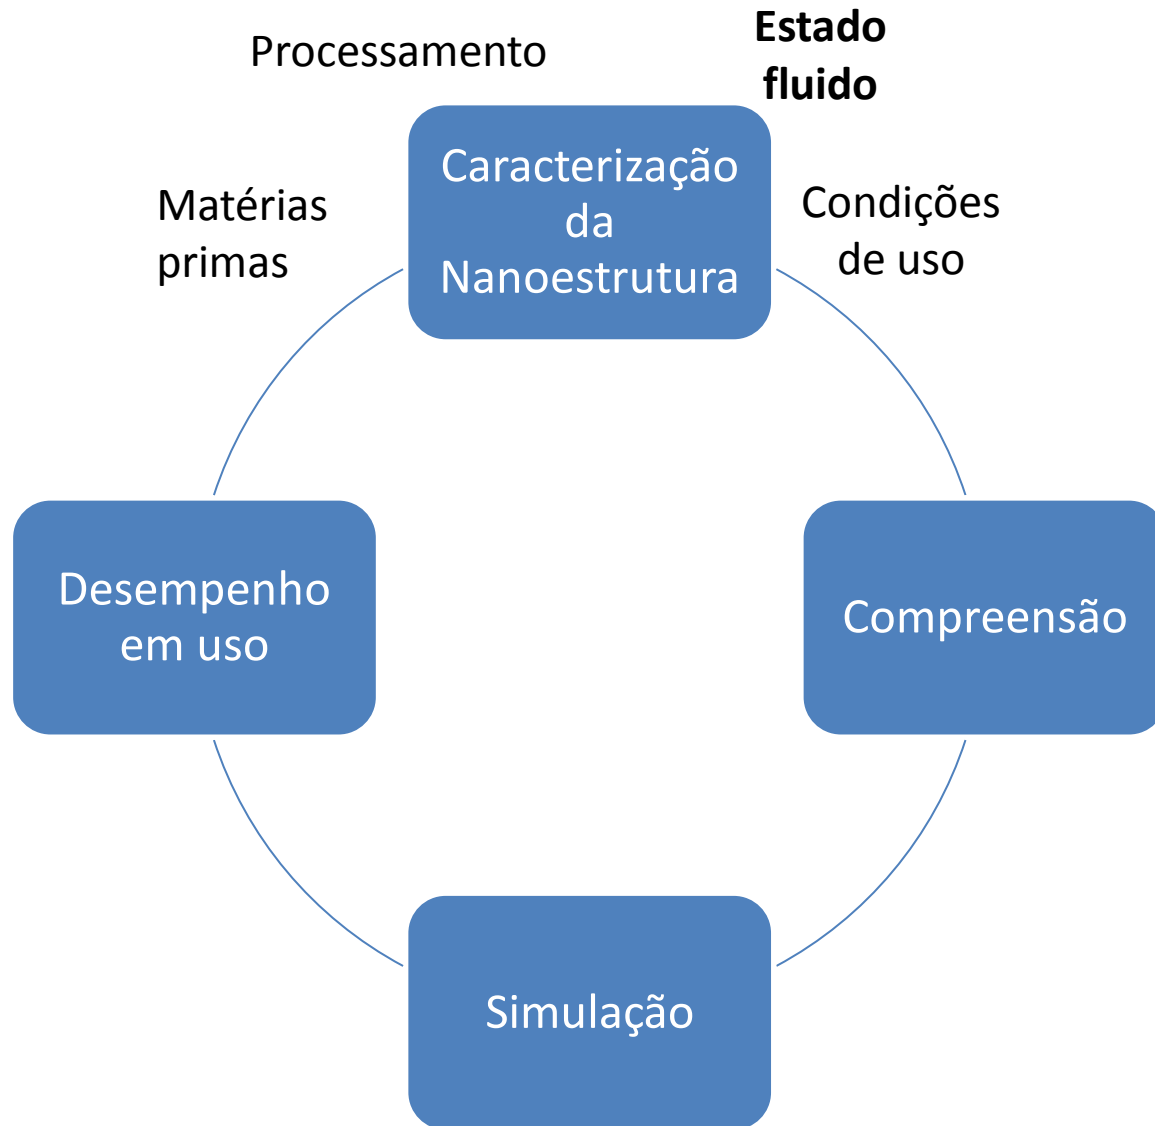 Processamento
Estado
fluido
Caracterização
da
Nanoestrutura
Matérias
primas
Condições
de uso
Desempenho
em uso
Compreensão
Simulação